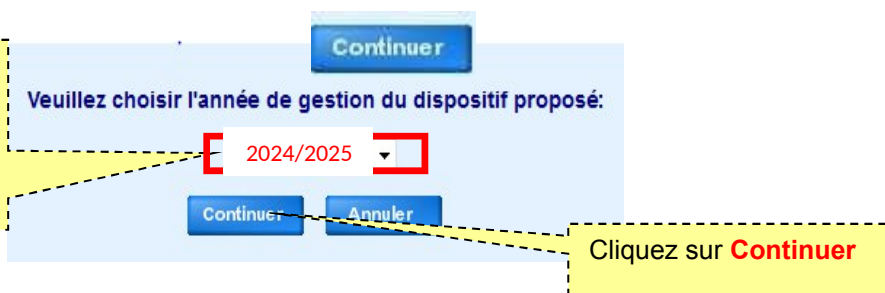 Continuer
Veuillez choisir l'année de gestion du dispositif proposé:
2024/2025
Continuer Annuler
Cliquez sur Continuer